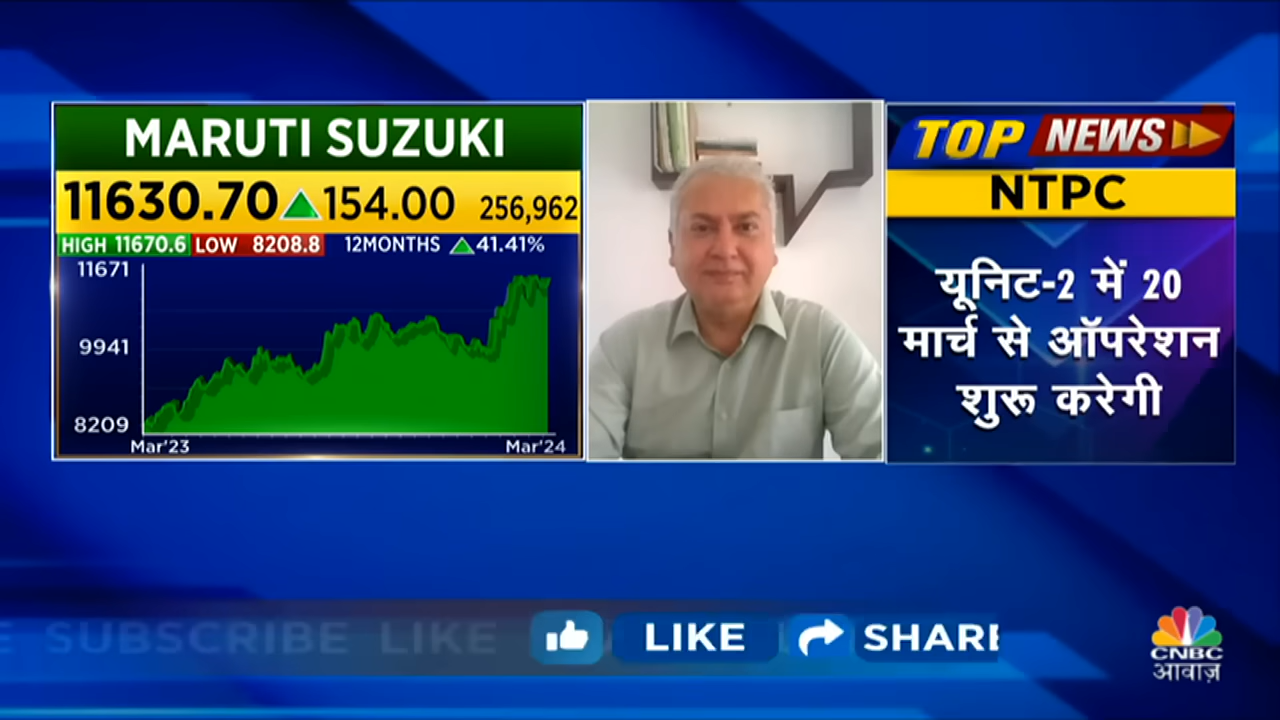 MARUTI SUZUKI
11630.70 ▲ 154.00 256,962
HIGH 11670.6 LOW 8208.8 12MONTHS ▲ 41.41%
11671
9941
8209
Mar'23 Mar'24
TOP NEWS
NTPC
यूनिट-2 में 20
मार्च से ऑपरेशन
शुरू करेगी
SUBSCRIBE LIKE LIKE SHARE
CNBC
आवाज़